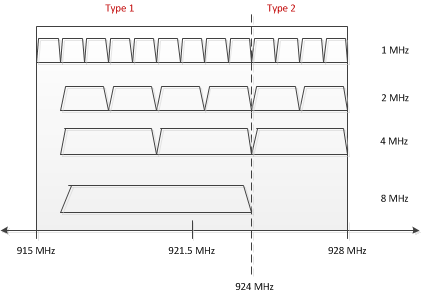 Type 1 Type 2
1 MHz
2 MHz
4 MHz
8 MHz
915 MHz 921.5 MHz 928 MHz
924 MHz